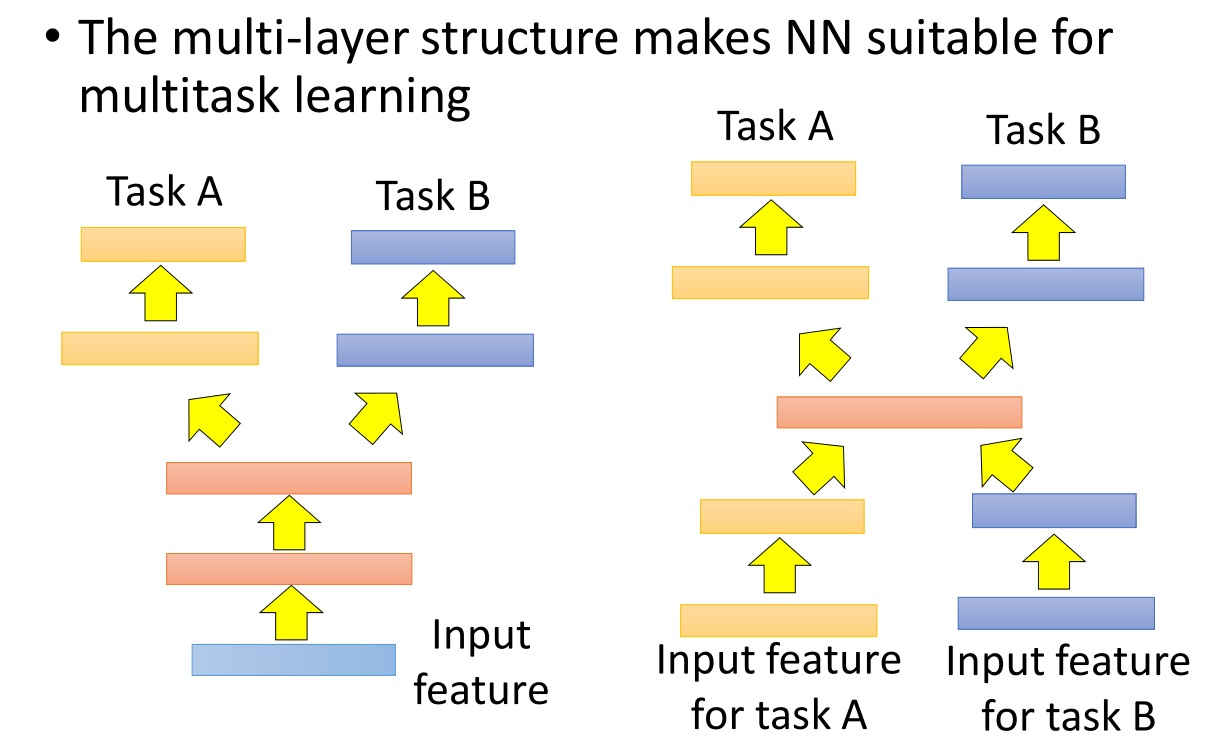 • The multi-layer structure makes NN suitable for
multitask learning
Task A
Task B
Input
feature
Task A
Task B
Input feature
for task A
Input feature
for task B